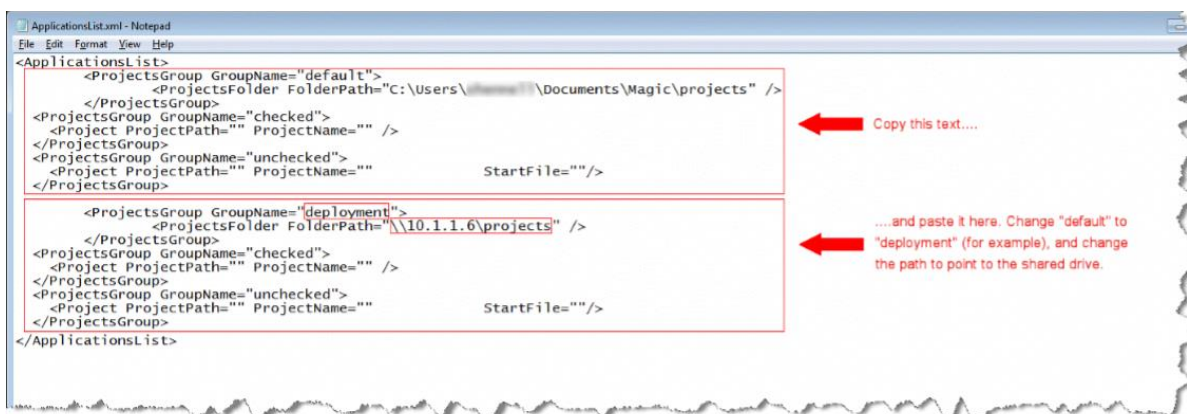 ApplicationsList.xml - Notepad
File Edit Format View Help
<ApplicationsList>
<ProjectsGroup GroupName="default">
<ProjectsFolder FolderPath="C:\Users\ \Documents\Magic\projects" />
</ProjectsGroup>
<ProjectsGroup GroupName="checked">
<Project ProjectPath="" ProjectName="" />
</ProjectsGroup>
<ProjectsGroup GroupName="unchecked">
<Project ProjectPath="" ProjectName="" StartFile=""/>
</ProjectsGroup>
Copy this text....
<ProjectsGroup GroupName="deployment">
<ProjectsFolder FolderPath="\\10.1.1.6\projects" />
</ProjectsGroup>
<ProjectsGroup GroupName="checked">
<Project ProjectPath="" ProjectName="" />
</ProjectsGroup>
<ProjectsGroup GroupName="unchecked">
<Project ProjectPath="" ProjectName="" StartFile=""/>
</ProjectsGroup>
....and paste it here. Change "default" to
"deployment" (for example), and change
the path to point to the shared drive.
</ApplicationsList>